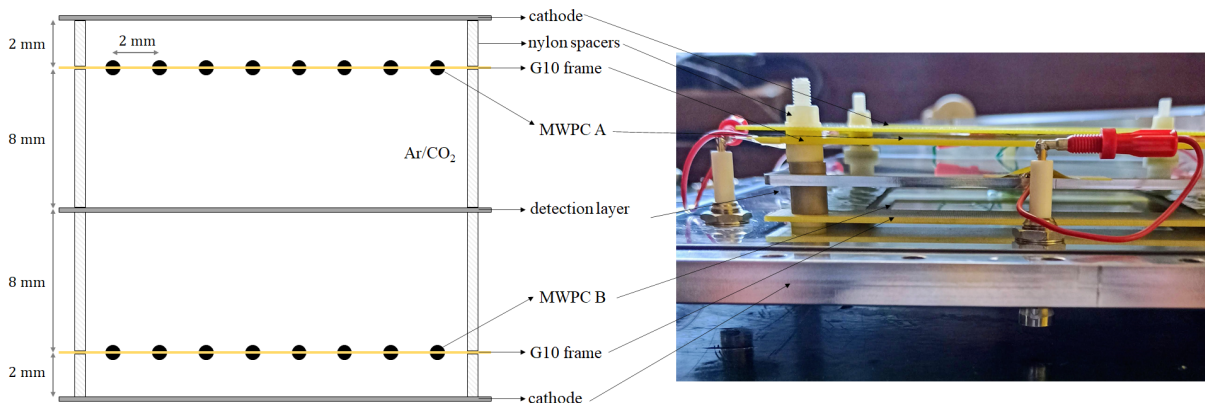 cathode
2 mm
2 mm
nylon spacers
G10 frame
MWPC A
8 mm
Ar/CO₂
detection layer
8 mm
MWPC B
G10 frame
2 mm
cathode